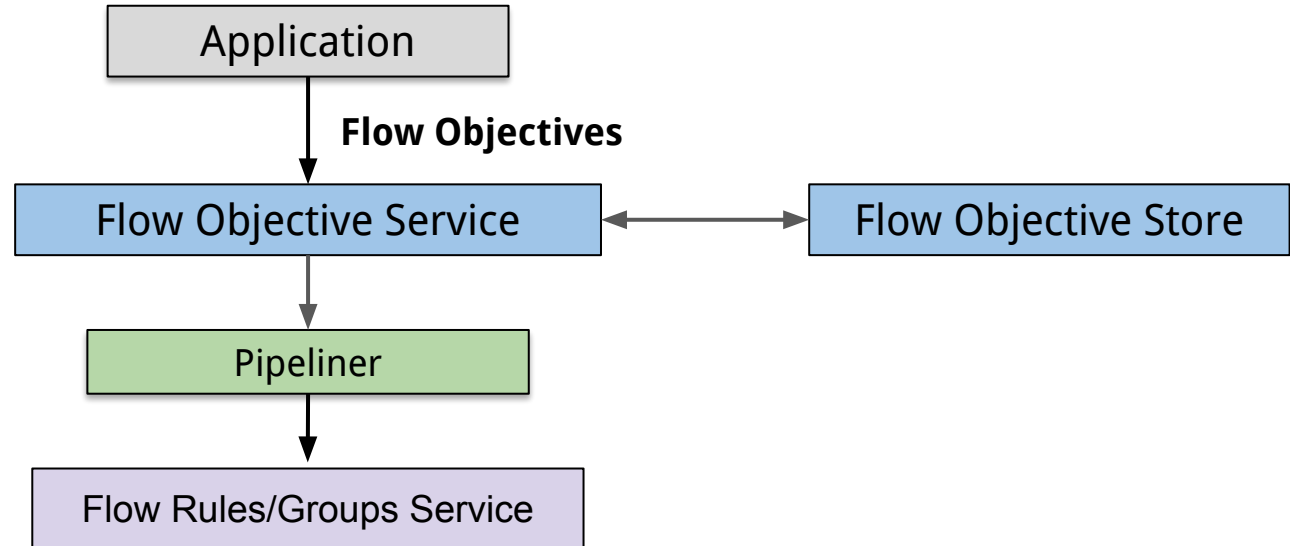 Application
Flow Objectives
Flow Objective Service
Flow Objective Store
Pipeliner
Flow Rules/Groups Service